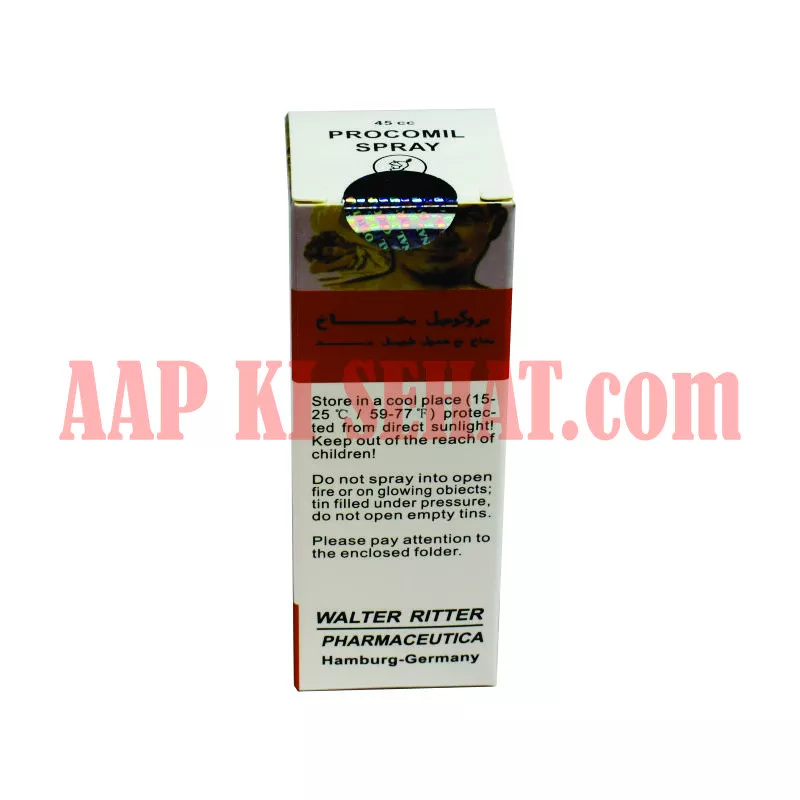 45 cc
PROCOMIL
SPRAY
AAP KI SEHAT.com
Store in a cool place (15-
25 ℃ / 59-77 ℉) protec-
ted from direct sunlight!
Keep out of the reach of
children!
Do not spray into open
fire or on glowing obiects;
tin filled under pressure,
do not open empty tins.
Please pay attention to
the enclosed folder.
WALTER RITTER
PHARMACEUTICA
Hamburg-Germany